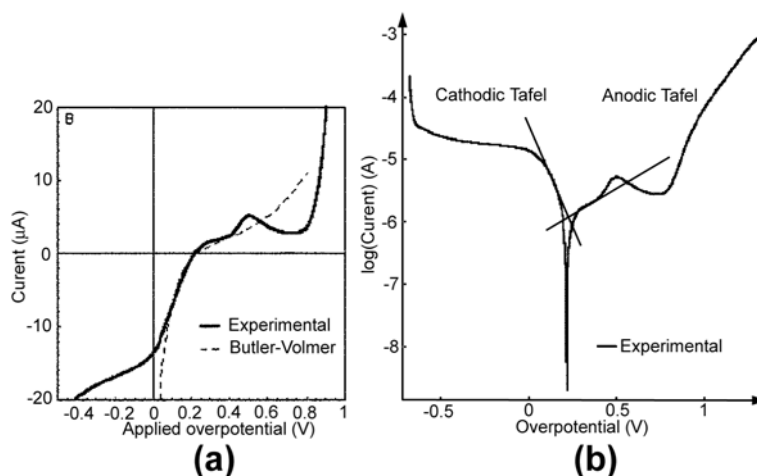 20
10
0
-10
-20
Curent (µA)
Experimental
Butler-Volmer
-0.4 -0.2 0 0.2 0.4 0.6 0.8 1
Applied overpotential (V)
(a)
-3
-4
-5
-6
-7
-8
log(Curent) (A)
Cathodic Tafel
Anodic Tafel
Experimental
-0.5 0 0.5 1
Overpotential (V)
(b)